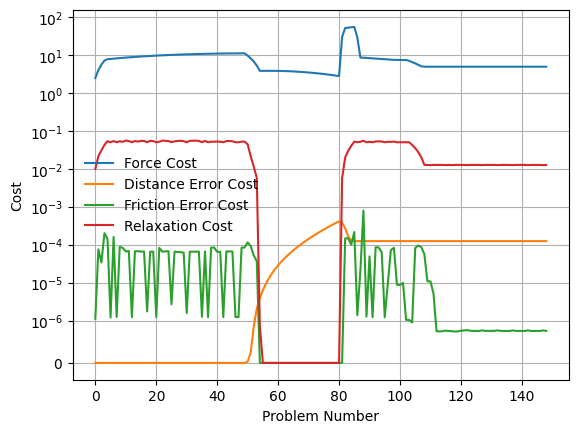 10²
10¹
10⁰
10⁻¹
10⁻²
10⁻³
10⁻⁴
10⁻⁵
10⁻⁶
0
Cost
Force Cost
Distance Error Cost
Friction Error Cost
Relaxation Cost
0 20 40 60 80 100 120 140
Problem Number